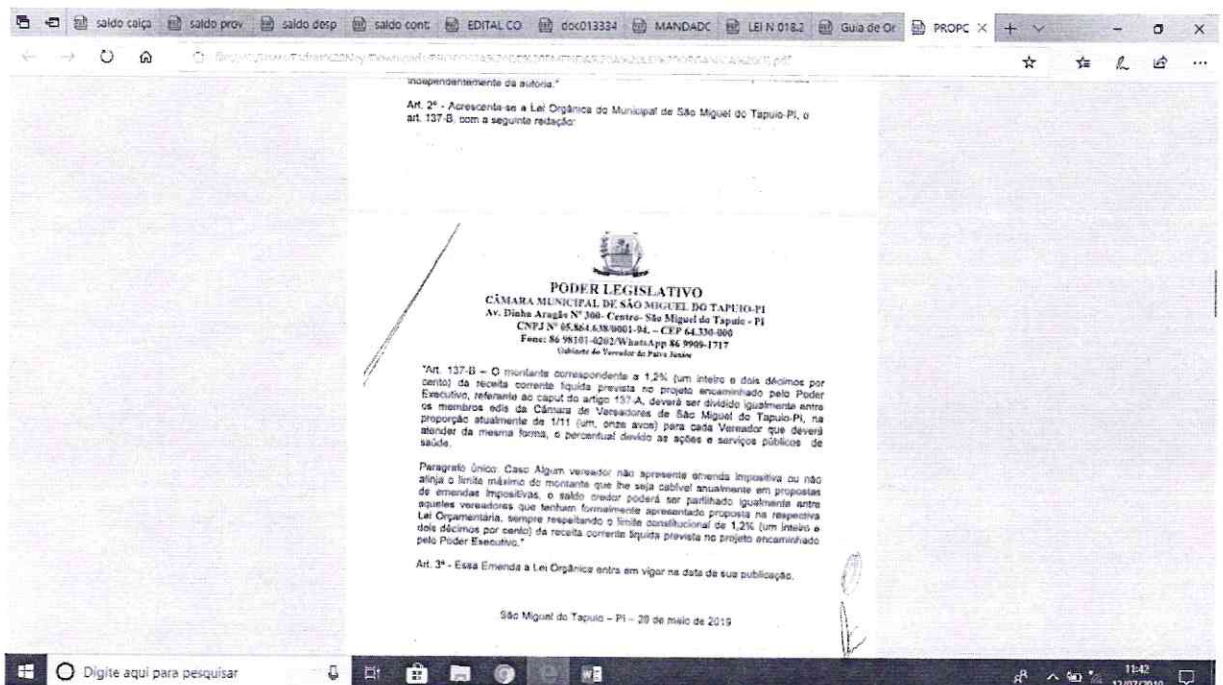 saldo calça
saldo prov
saldo desp
saldo cont:
EDITAL CO
doc013334
MANDADC
LEI N 018.2
Guia de Or
PROPC
independentemente da autoria."
Art. 2º - Acrescenta-se a Lei Orgânica do Municipal de São Miguel do Tapuio-PI, o
art. 137-B, com a seguinte redação:
PODER LEGISLATIVO
CÂMARA MUNICIPAL DE SÃO MIGUEL DO TAPUIO-PI
Av. Dinha Aragão Nº 300- Centro- São Miguel do Tapuio - PI
CNPJ Nº 05.864.638/0001-94. – CEP 64.330-000
Fone: 86 98101-0202/WhatsApp 86 9909-1717
Gabinete do Vereador de Paiva Júnior
"Art. 137-B – O montante correspondente a 1,2% (um inteiro e dois décimos por
cento) da receita corrente líquida prevista no projeto encaminhado pelo Poder
Executivo, referante ao caput do artigo 137-A, deverá ser dividido igualmente entre
os membros edis da Câmara de Vereadores de São Miguel do Tapuio-PI, na
proporção atualmente de 1/11 (um, onze avos) para cada Vereador que deverá
atender da mesma forma, o percentual devido as ações e serviços públicos de
saúde.
Paragrafo único. Caso Algum vereador não apresente emenda impositiva ou não
atinja o limite máximo do montante que lhe seja cabível anualmente em propostas
de emendas impositivas, o saldo credor poderá ser partilhado igualmente entre
aqueles vereadores que tenham formalmente apresentado proposta na respectiva
Lei Orçamentária, sempre respeitando o limite constitucional de 1,2% (um inteiro e
dois décimos por cento) da receita corrente líquida prevista no projeto encaminhado
pelo Poder Executivo."
Art. 3º - Essa Emenda a Lei Orgânica entra em vigor na data de sua publicação.
São Miguel do Tapuio – PI – 28 de maio de 2019
Digite aqui para pesquisar
11:42
12/07/2019